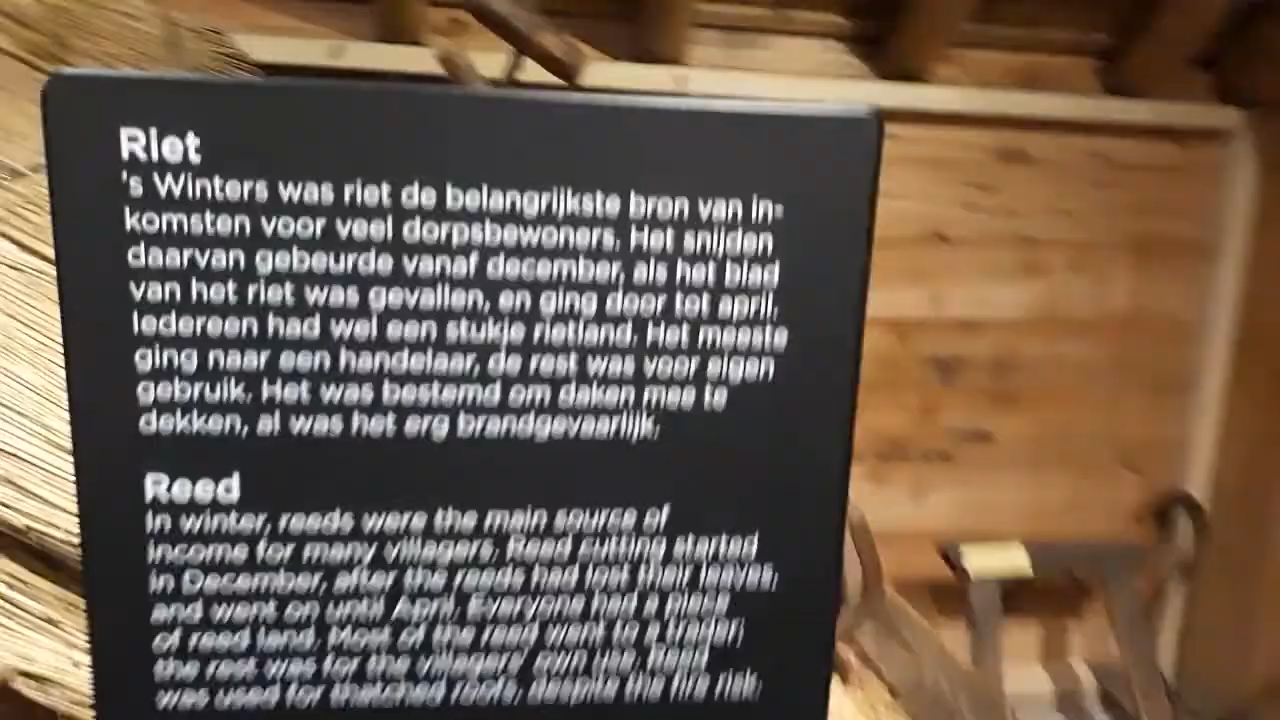 Riet
's Winters was riet de belangrijkste bron van in-
komsten voor veel dorpsbewoners. Het snijden
daarvan gebeurde vanaf december, als het blad
van het riet was gevallen, en ging door tot april.
Iedereen had wel een stukje rietland. Het meeste
ging naar een handelaar, de rest was voor eigen
gebruik. Het was bestemd om daken mee te
dekken, al was het erg brandgevaarlijk.
Reed
In winter, reeds were the main source of
income for many villagers. Reed cutting started
in December, after the reeds had lost their leaves,
and went on until April. Everyone had a piece
of reed land. Most of the reed went to a trader;
the rest was for the villagers' own use. Reed
was used for thatched roofs, despite the fire risk.